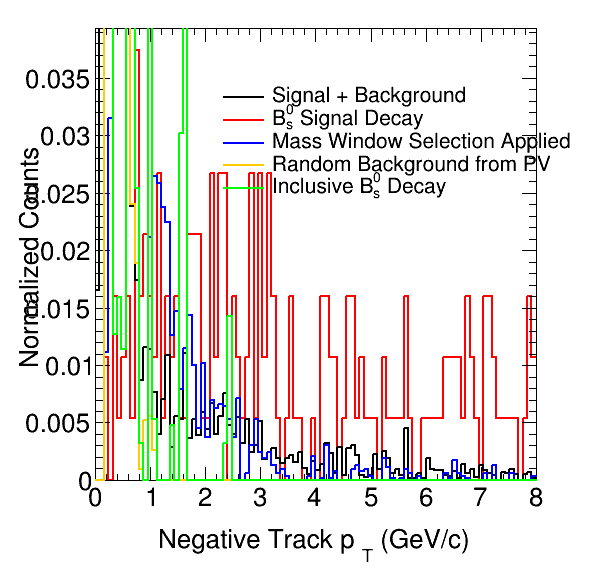 Signal + Background
B⁰ₛ Signal Decay
Mass Window Selection Applied
Random Background from PV
Inclusive B⁰ₛ Decay
Normalized Counts
0.035
0.03
0.025
0.02
0.015
0.01
0.005
0
0 1 2 3 4 5 6 7 8
Negative Track p_T (GeV/c)